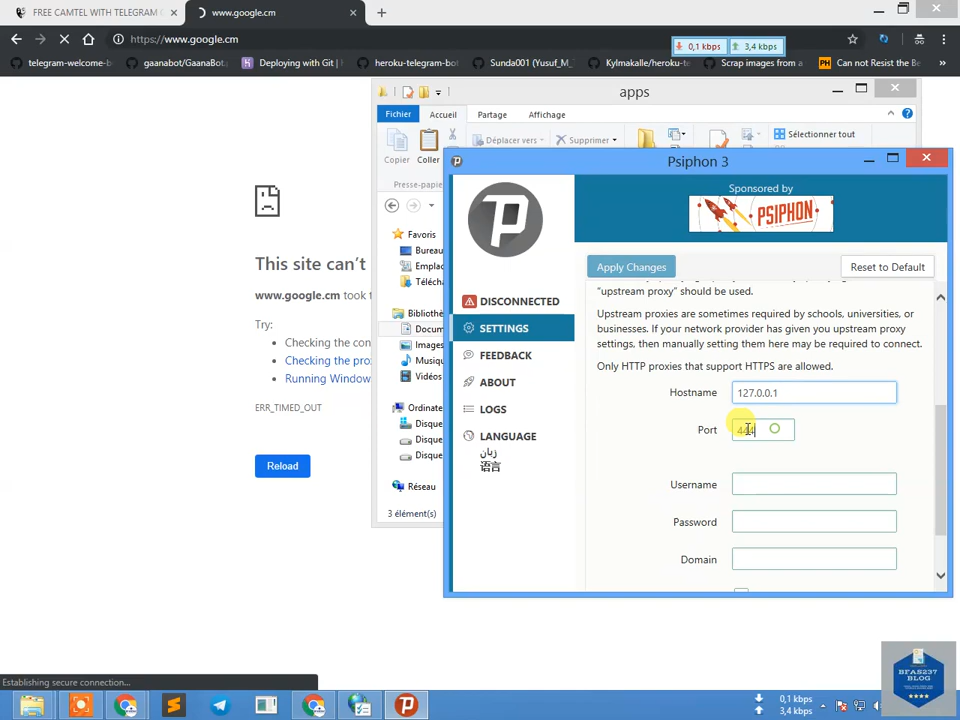 FREE CAMTEL WITH TELEGRAM
www.google.cm
https://www.google.cm
0,1 kbps
3,4 kbps
telegram-welcome-b
gaanabot/GaanaBot
Deploying with Git |
heroku-telegram-bot
Sunda001 (Yusuf_M_
Kylmakalle/heroku-te
Scrap images from a
PH
Can not Resist the Be
»
apps
Fichier
Accueil
Partage
Affichage
Copier
Coller
Déplacer vers
Supprimer
Sélectionner tout
Presse-papie
Psiphon 3
Sponsored by
PSIPHON
Favoris
Bureau
Emplac
Téléch
Bibliothè
Docum
Images
Musiqu
Vidéos
Ordinate
Disque
Disque
Disque
Réseau
3 élément(s)
This site can't
www.google.cm took t
Try:
Checking the con
Checking the pro
Running Window
ERR_TIMED_OUT
Reload
Apply Changes
Reset to Default
DISCONNECTED
SETTINGS
FEEDBACK
ABOUT
LOGS
LANGUAGE
زبان
语言
"upstream proxy" should be used.
Upstream proxies are sometimes required by schools, universities, or
businesses. If your network provider has given you upstream proxy
settings, then manually setting them here may be required to connect.
Only HTTP proxies that support HTTPS are allowed.
Hostname
127.0.0.1
Port
Username
Password
Domain
Establishing secure connection...
BFAS237
BLOG
0,1 kbps
3,4 kbps